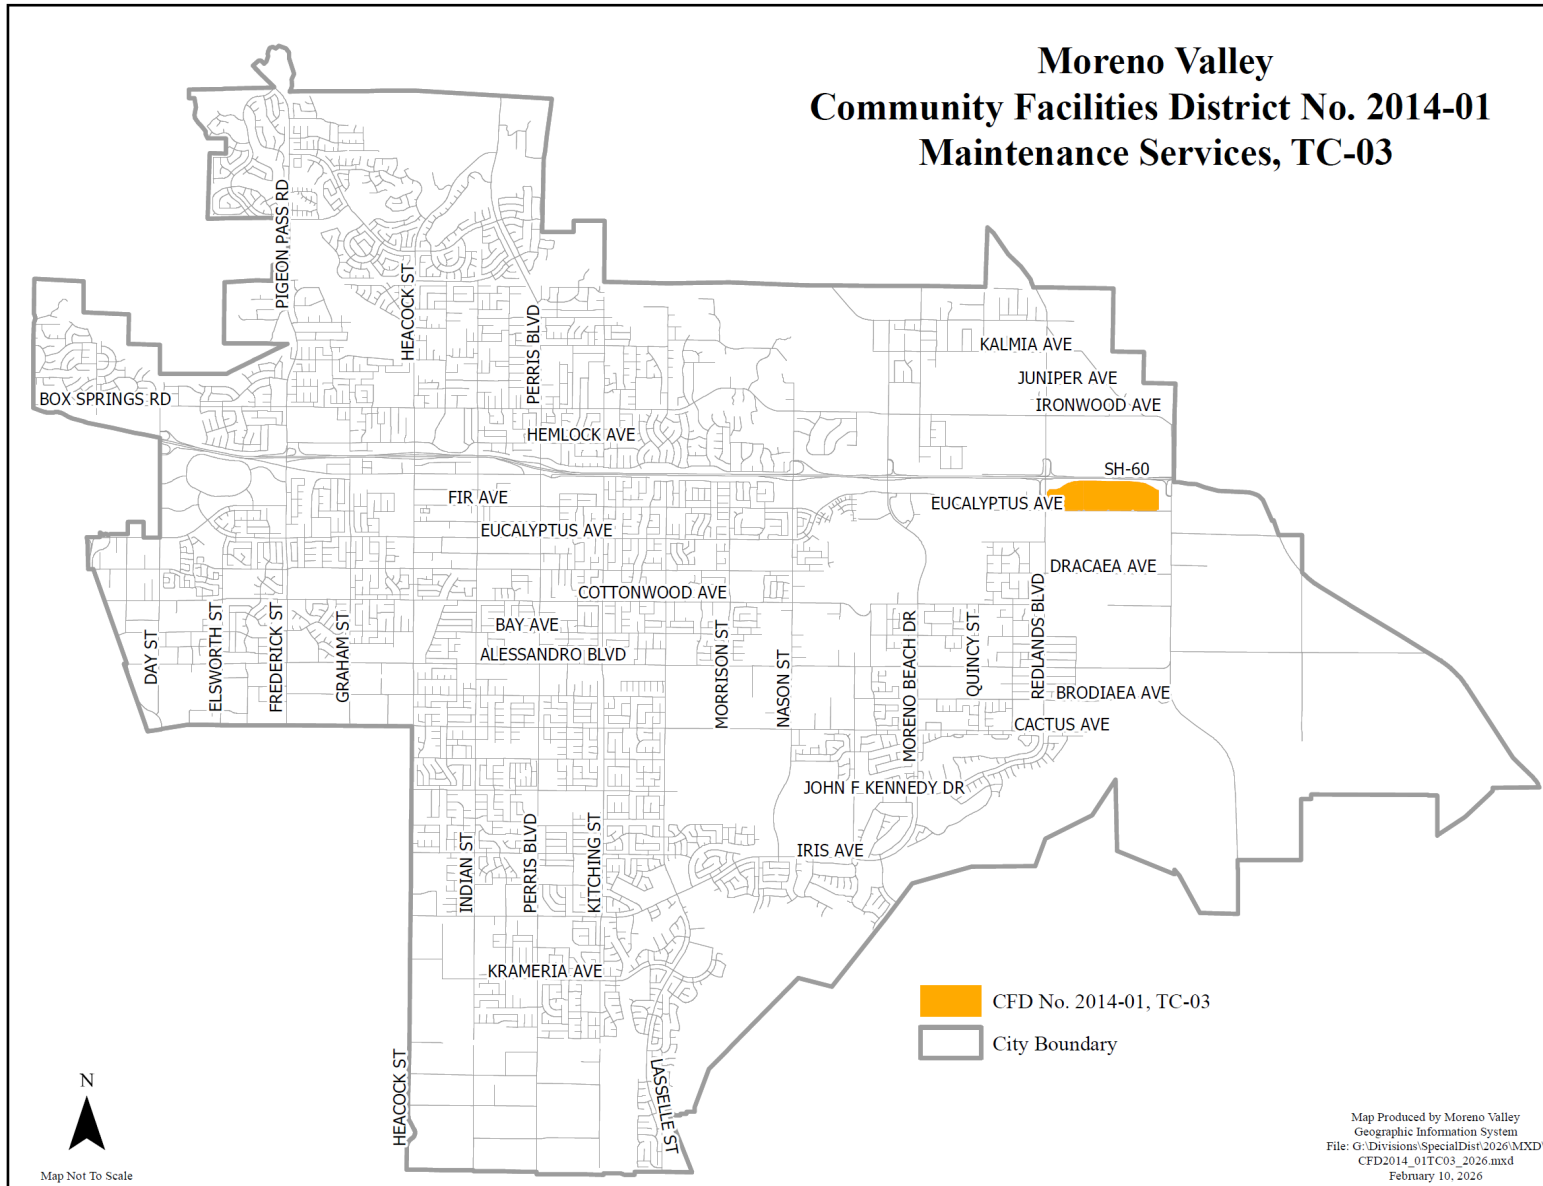 Moreno Valley
Community Facilities District No. 2014-01
Maintenance Services, TC-03
PIGEON PASS RD
HEACOCK ST
PERRIS BLVD
KALMIA AVE
JUNIPER AVE
BOX SPRINGS RD
IRONWOOD AVE
HEMLOCK AVE
SH-60
FIR AVE
EUCALYPTUS AVE
EUCALYPTUS AVE
DRACAEA AVE
COTTONWOOD AVE
BAY AVE
ALESSANDRO BLVD
DAY ST
ELSWORTH ST
FREDERICK ST
GRAHAM ST
MORRISON ST
NASON ST
MORENO BEACH DR
QUINCY ST
REDLANDS BLVD
BRODIAEA AVE
CACTUS AVE
JOHN F KENNEDY DR
IRIS AVE
INDIAN ST
PERRIS BLVD
KITCHING ST
KRAMERIA AVE
HEACOCK ST
LASSELLE ST
CFD No. 2014-01, TC-03
City Boundary
N
Map Not To Scale
Map Produced by Moreno Valley
Geographic Information System
File: G:\Divisions\SpecialDist\2026\MXD\
CFD2014_01TC03_2026.mxd
February 10, 2026